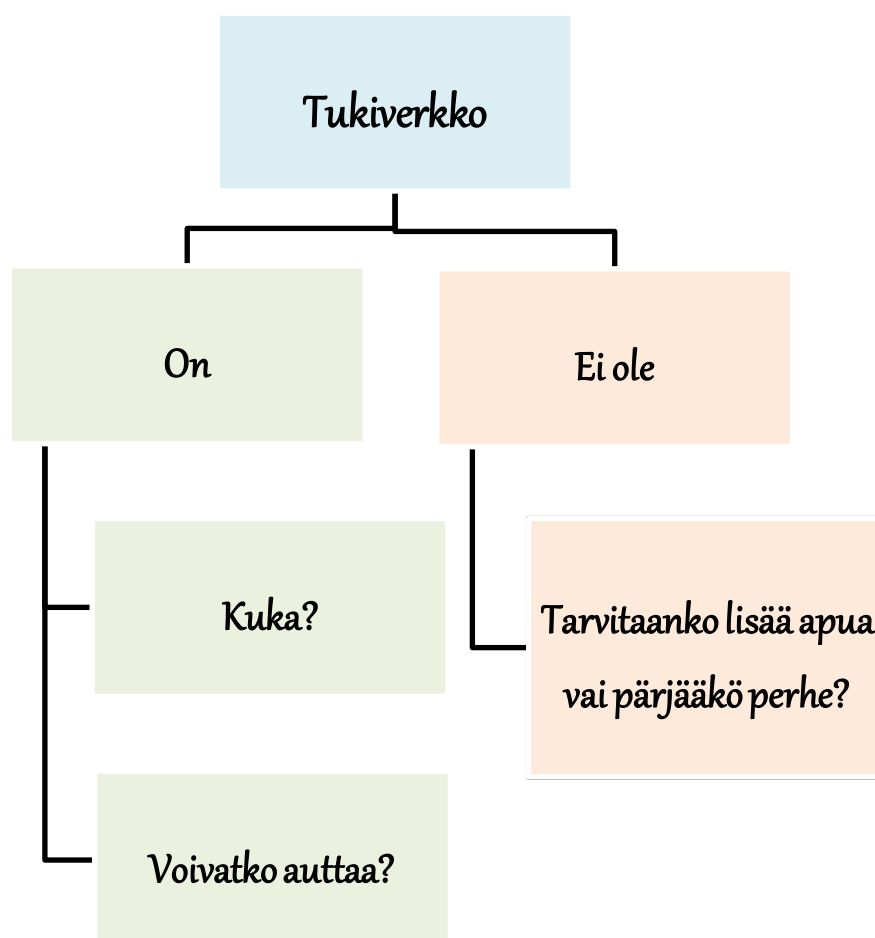 Tukiverkko
On
Ei ole
Kuka?
Tarvitaanko lisää apua
vai pärjääkö perhe?
Voivatko auttaa?